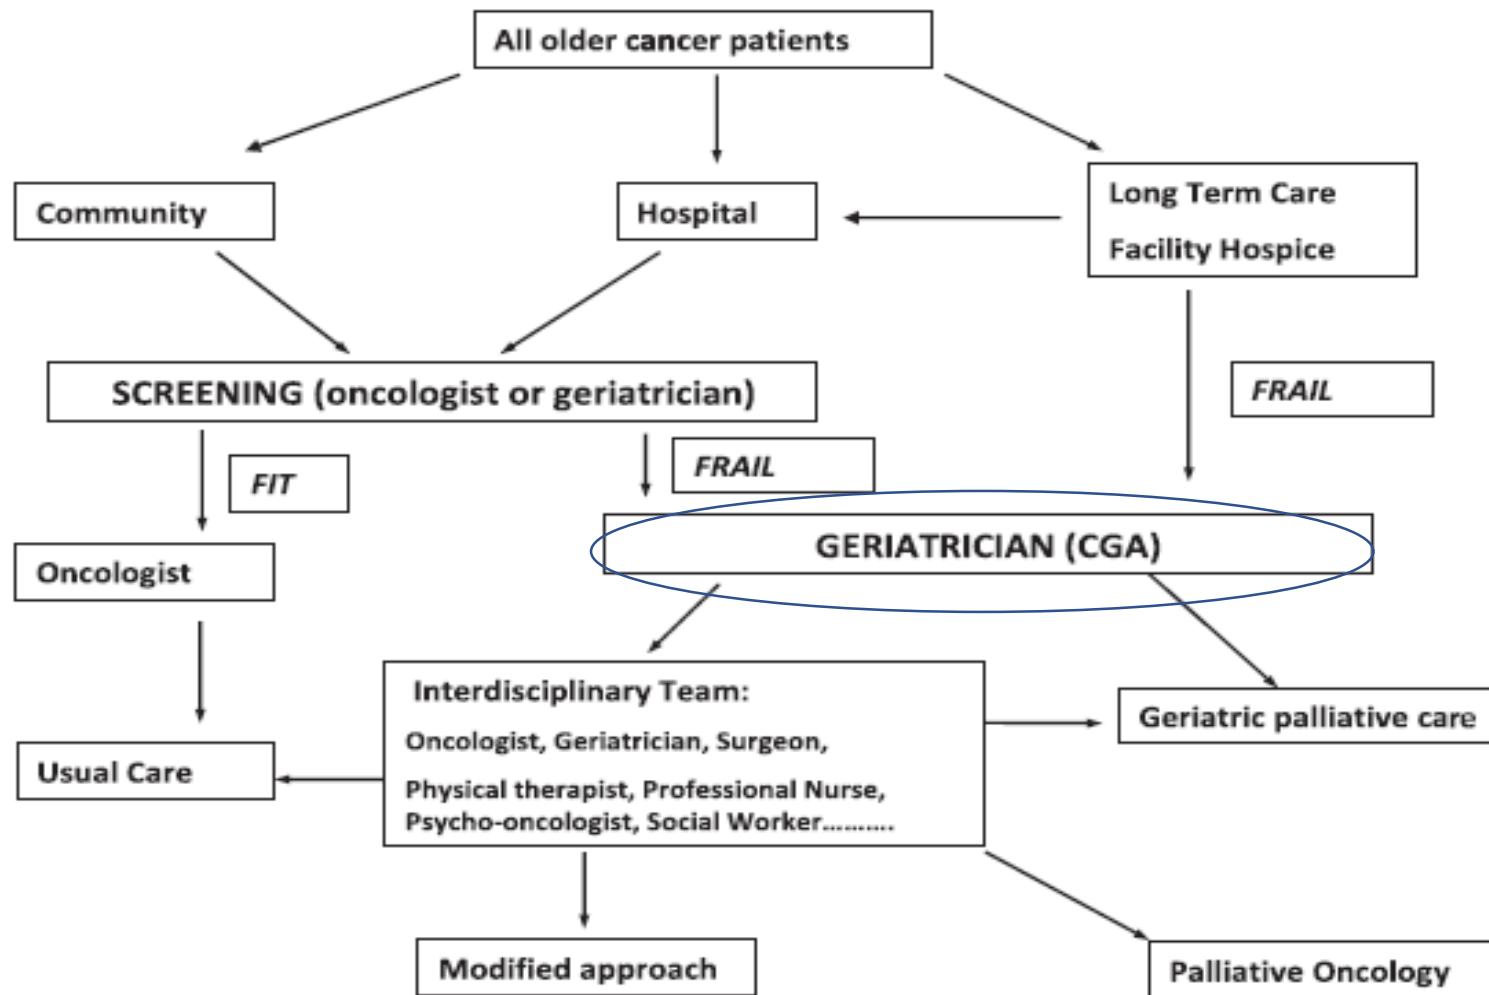 All older cancer patients
Community
Hospital
Long Term Care
Facility Hospice
SCREENING (oncologist or geriatrician)
FRAIL
FIT
FRAIL
GERIATRICIAN (CGA)
Oncologist
Interdisciplinary Team:
Oncologist, Geriatrician, Surgeon,
Physical therapist, Professional Nurse,
Psycho-oncologist, Social Worker..........
Geriatric palliative care
Usual Care
Modified approach
Palliative Oncology